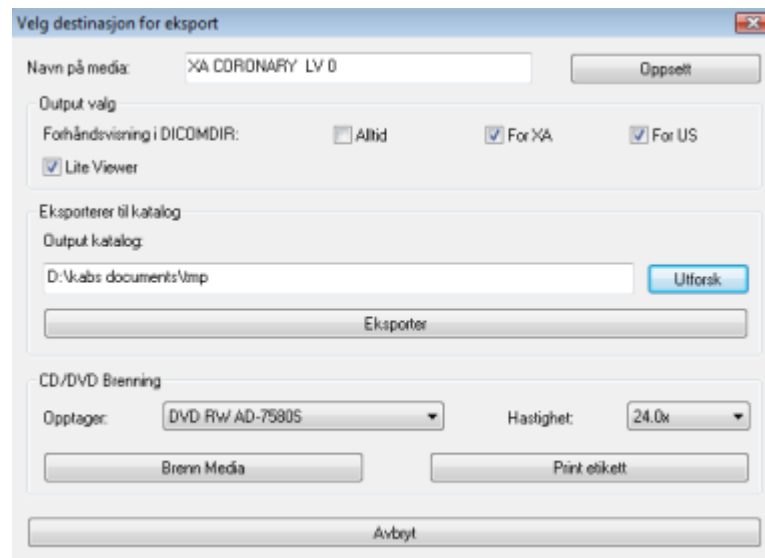 Velg destinasjon for eksport
Navn på media: XA CORONARY LV 0 Oppsett
Output valg
Forhåndsvisning i DICOMDIR: Alltid For XA For US
Lite Viewer
Eksporterer til katalog
Output katalog:
D:\kabs documents\tmp Utforsk
Eksporter
CD/DVD Brenning
Opptager: DVD RW AD-7580S Hastighet: 24.0x
Brenn Media Print etikett
Avbryt